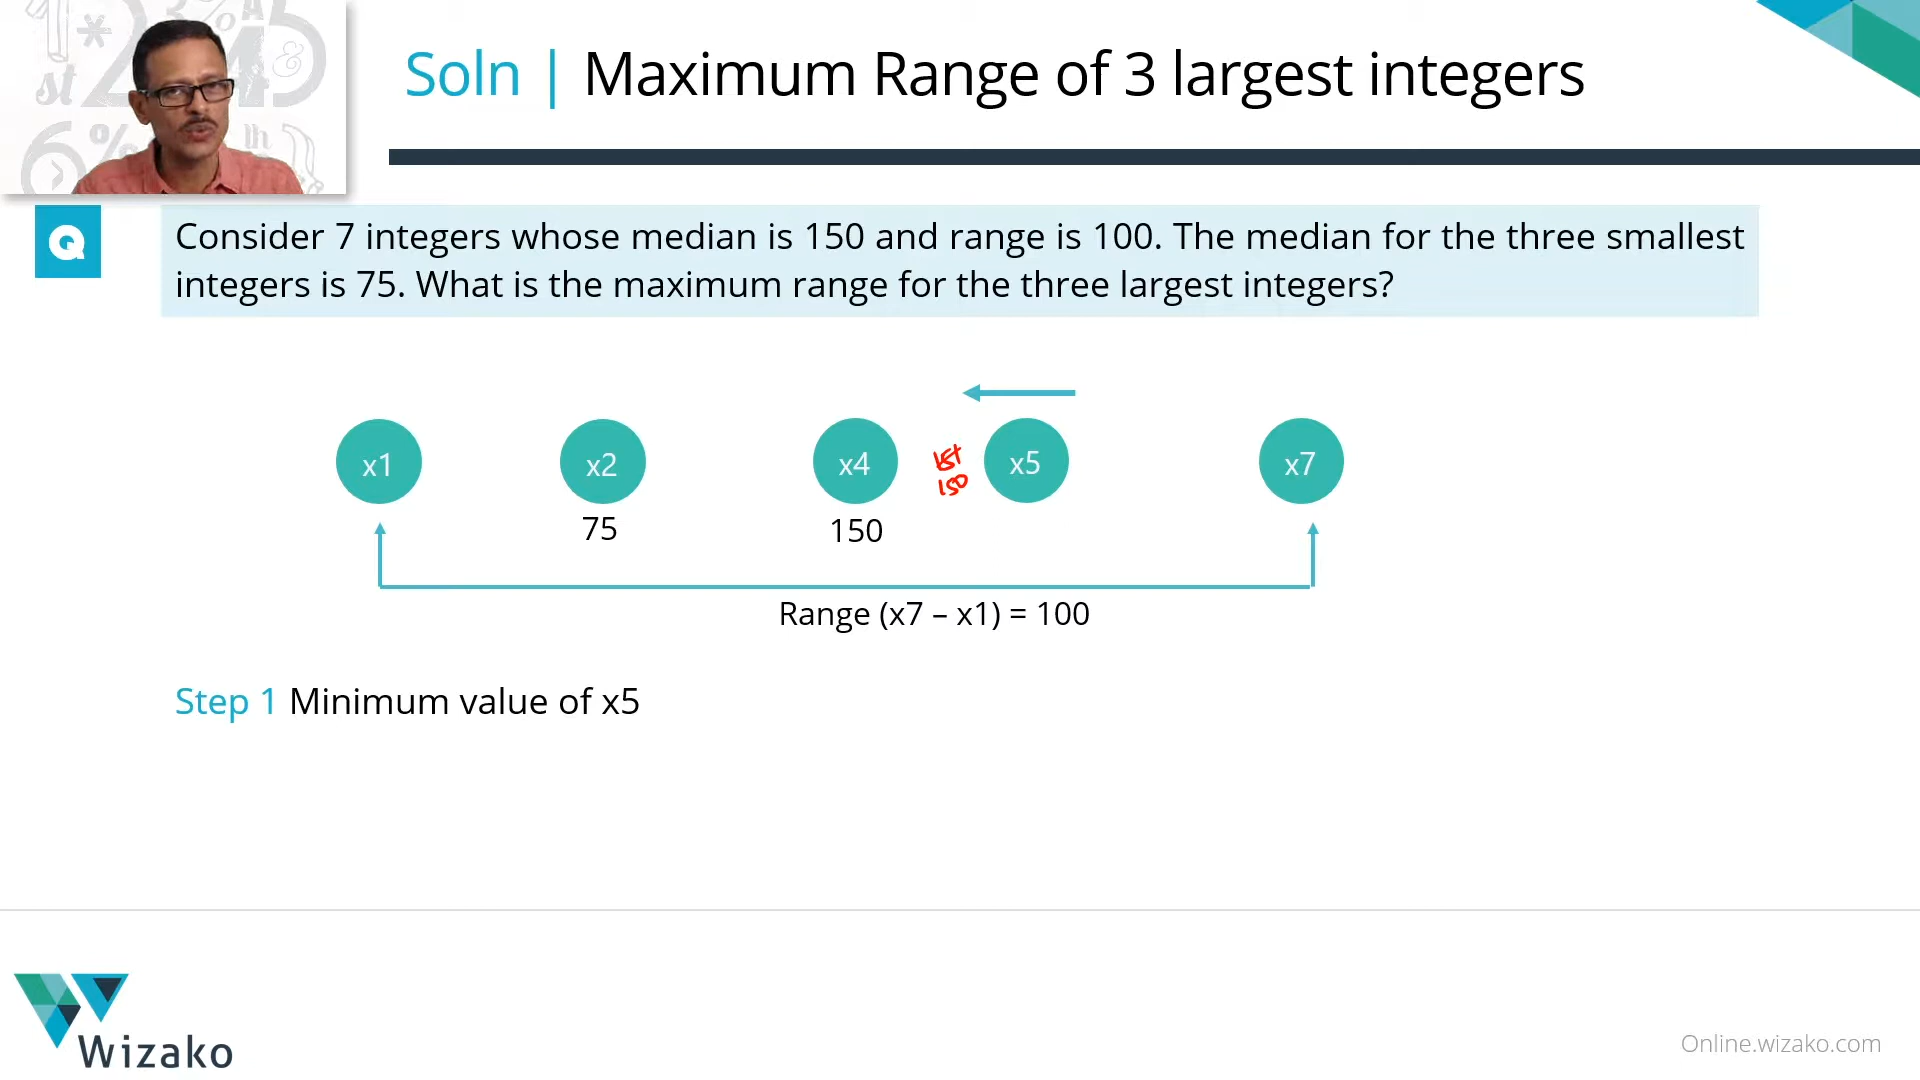 Soln | Maximum Range of 3 largest integers
Q
Consider 7 integers whose median is 150 and range is 100. The median for the three smallest
integers is 75. What is the maximum range for the three largest integers?
x1 x2 x4 x5 x7
150
75 150
Range (x7 – x1) = 100
Step 1 Minimum value of x5
Wizako
Online.wizako.com